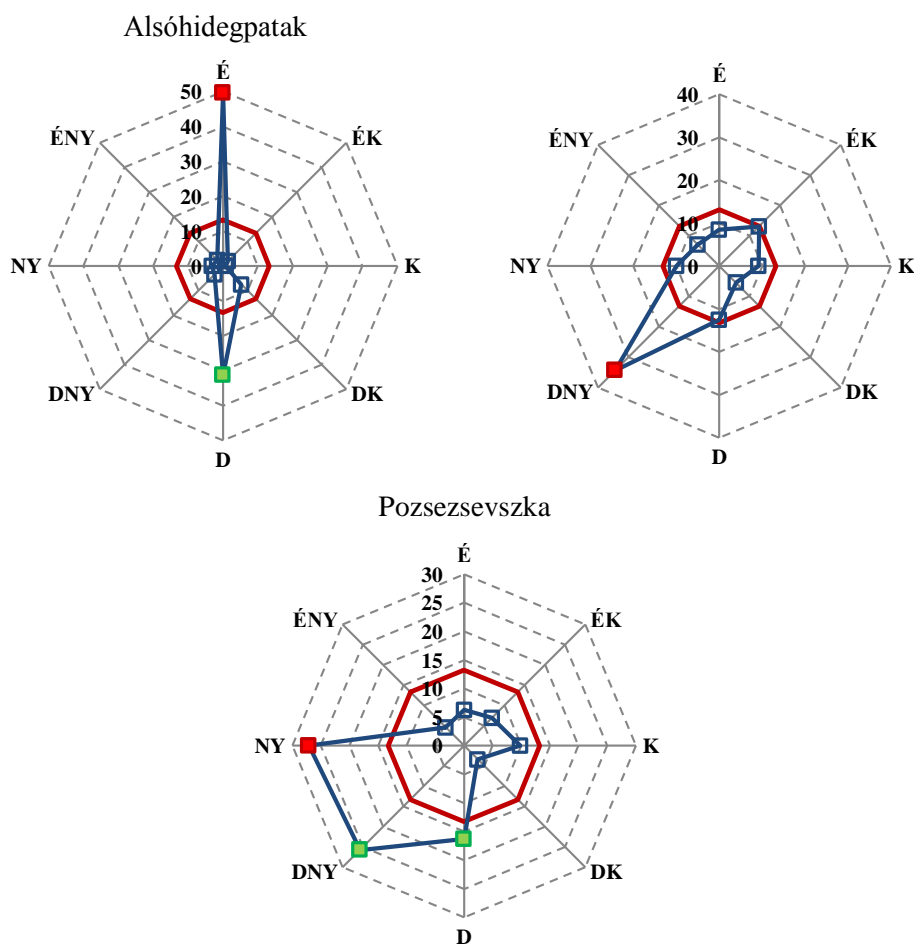 Alsóhidegpatak
É
50
40
30
20
10
0
ÉNY
ÉK
NY
K
DNY
DK
D
É
40
30
20
10
0
ÉNY
ÉK
NY
K
DNY
DK
D
Pozsezsevszka
É
30
25
20
15
10
5
0
ÉNY
ÉK
NY
K
DNY
DK
D